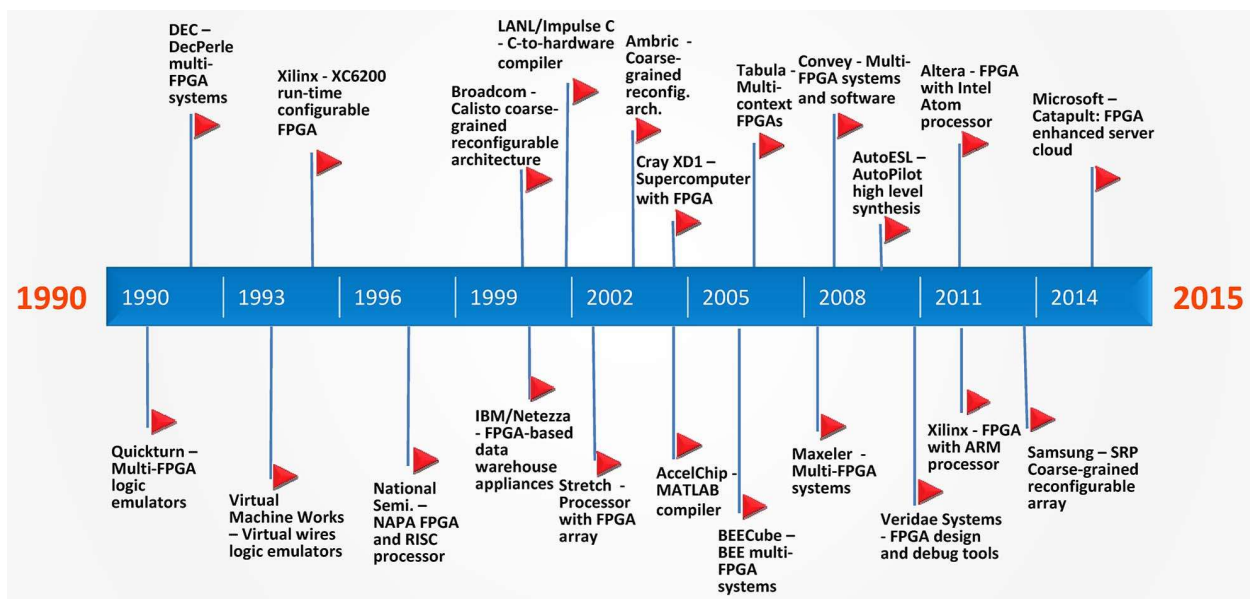 DEC –
DecPerle
multi-
FPGA
systems
Xilinx - XC6200
run-time
configurable
FPGA
Broadcom -
Calisto coarse-
grained
reconfigurable
architecture
LANL/Impulse C
- C-to-hardware
compiler
Ambric -
Coarse-
grained
reconfig.
arch.
Cray XD1 –
Supercomputer
with FPGA
Tabula -
Multi-
context
FPGAs
Convey - Multi-
FPGA systems
and software
AutoESL –
AutoPilot
high level
synthesis
Altera - FPGA
with Intel
Atom
processor
Microsoft –
Catapult: FPGA
enhanced server
cloud
1990
1990
1993
1996
1999
2002
2005
2008
2011
2014
2015
Quickturn –
Multi-FPGA
logic
emulators
Virtual
Machine Works
– Virtual wires
logic emulators
National
Semi. –
NAPA FPGA
and RISC
processor
IBM/Netezza
- FPGA-based
data
warehouse
appliances
Stretch -
Processor
with FPGA
array
AccelChip -
MATLAB
compiler
BEECube –
BEE multi-
FPGA
systems
Maxeler -
Multi-FPGA
systems
Veridae Systems
- FPGA design
and debug tools
Xilinx - FPGA
with ARM
processor
Samsung – SRP
Coarse-grained
reconfigurable
array